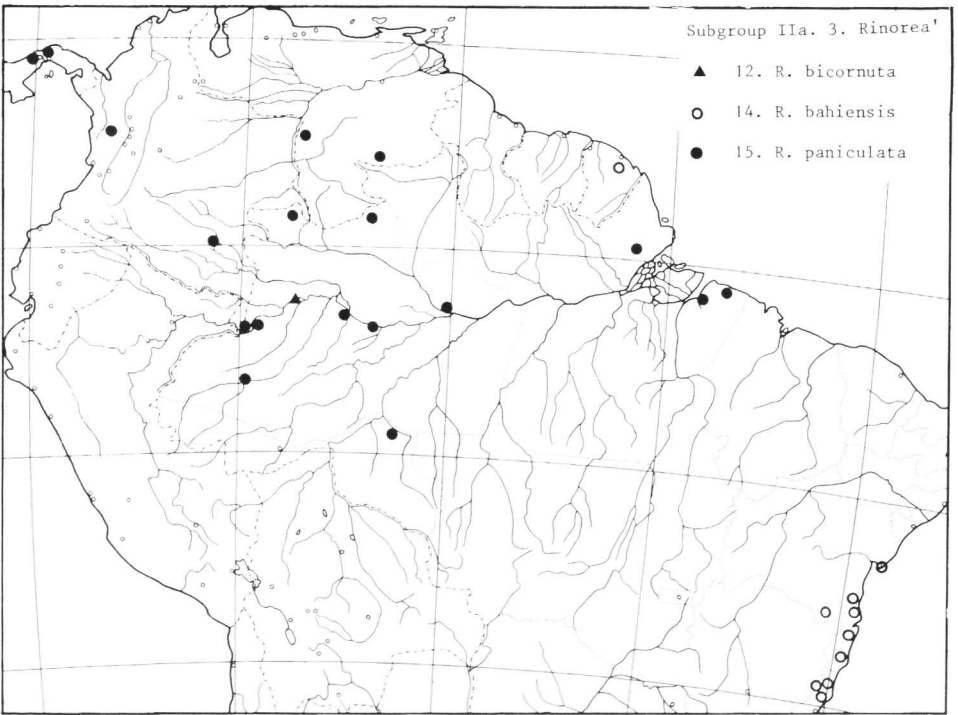 Subgroup IIa. 3. Rinorea'
▲ 12. R. bicornuta
○ 14. R. bahiensis
● 15. R. paniculata